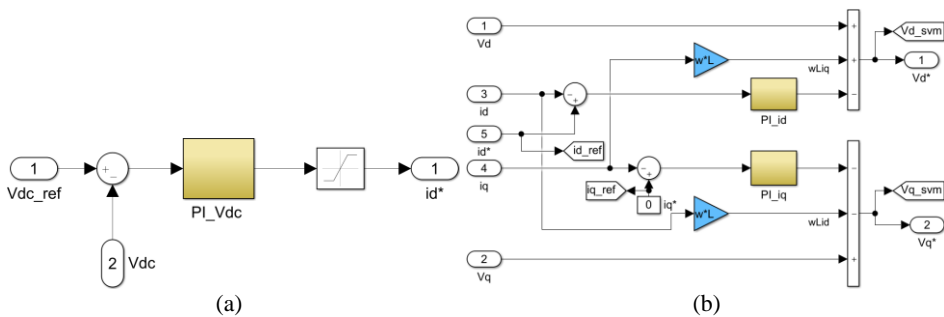 1
Vdc_ref
+
−
2
Vdc
PI_Vdc
1
id*
(a)
1
Vd
3
id
5
id*
4
iq
2
Vq
−
+
id_ref
−
+
iq_ref
0
iq*
w*L
wLiq
PI_id
PI_iq
w*L
wLid
+
+
−
−
−
+
Vd_svm
1
Vd*
Vq_svm
2
Vq*
(b)